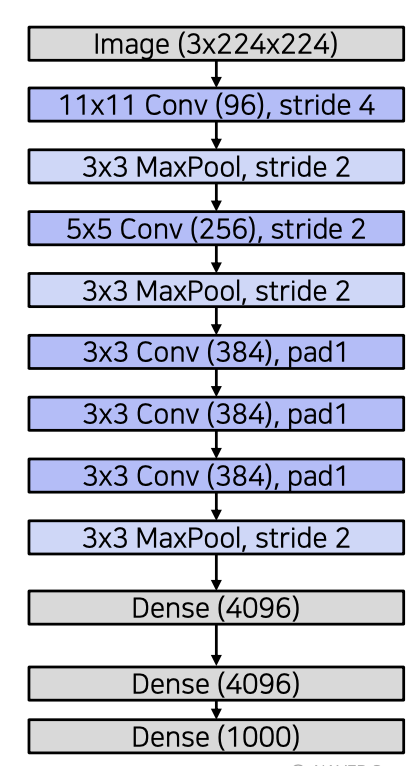 Image (3x224x224)
11x11 Conv (96), stride 4
3x3 MaxPool, stride 2
5x5 Conv (256), stride 2
3x3 MaxPool, stride 2
3x3 Conv (384), pad1
3x3 Conv (384), pad1
3x3 Conv (384), pad1
3x3 MaxPool, stride 2
Dense (4096)
Dense (4096)
Dense (1000)